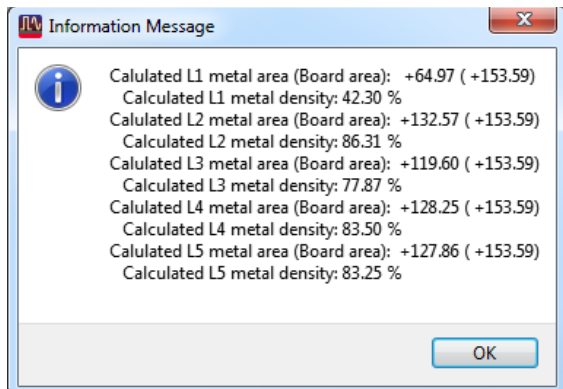 Information Message
Calulated L1 metal area (Board area): +64.97 ( +153.59)
Calculated L1 metal density: 42.30 %
Calulated L2 metal area (Board area): +132.57 ( +153.59)
Calculated L2 metal density: 86.31 %
Calulated L3 metal area (Board area): +119.60 ( +153.59)
Calculated L3 metal density: 77.87 %
Calulated L4 metal area (Board area): +128.25 ( +153.59)
Calculated L4 metal density: 83.50 %
Calulated L5 metal area (Board area): +127.86 ( +153.59)
Calculated L5 metal density: 83.25 %
OK